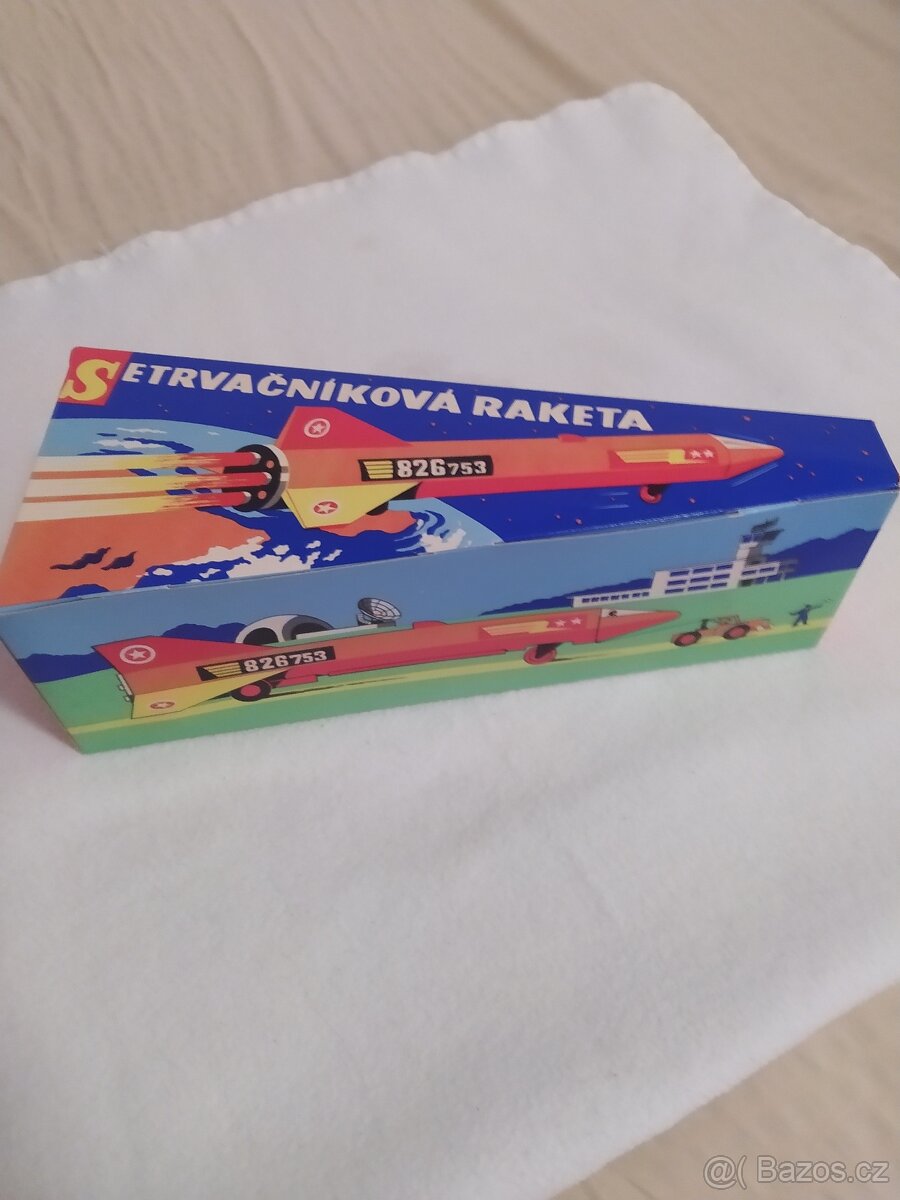 SETRVAČNÍKOVÁ RAKETA
826753
826753
@( Bazos.cz